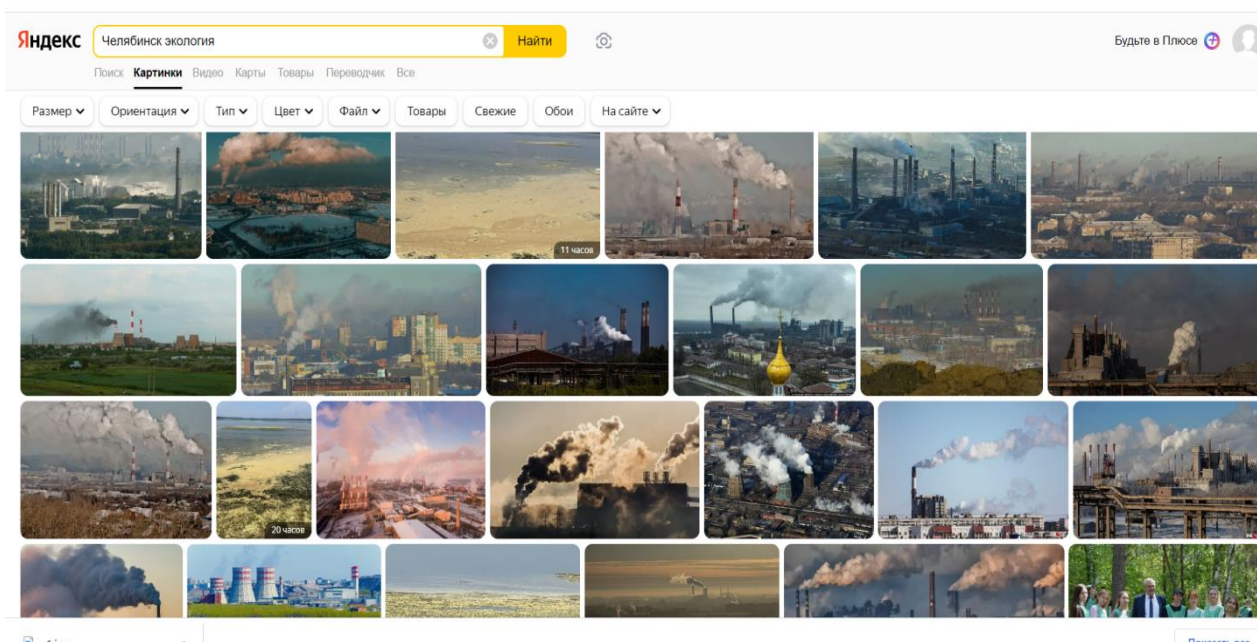 Яндекс Челябинск экология Найти Будьте в Плюсе
Поиск Картинки Видео Карты Товары Переводчик Все
Размер Ориентация Тип Цвет Файл Товары Свежие Обои На сайте
11 часов
20 часов